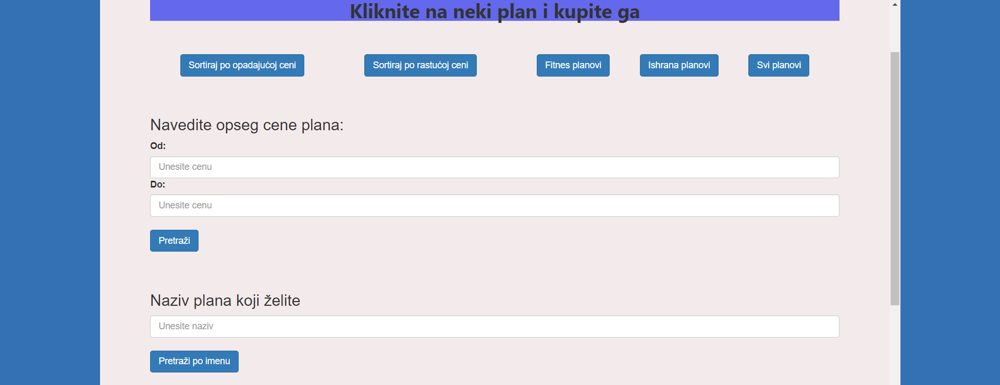 Kliknite na neki plan i kupite ga
Sortiraj po opadajućoj ceni Sortiraj po rastućoj ceni Fitnes planovi Ishrana planovi Svi planovi
Navedite opseg cene plana:
Od:
Unesite cenu
Do:
Unesite cenu
Pretraži
Naziv plana koji želite
Unesite naziv
Pretraži po imenu